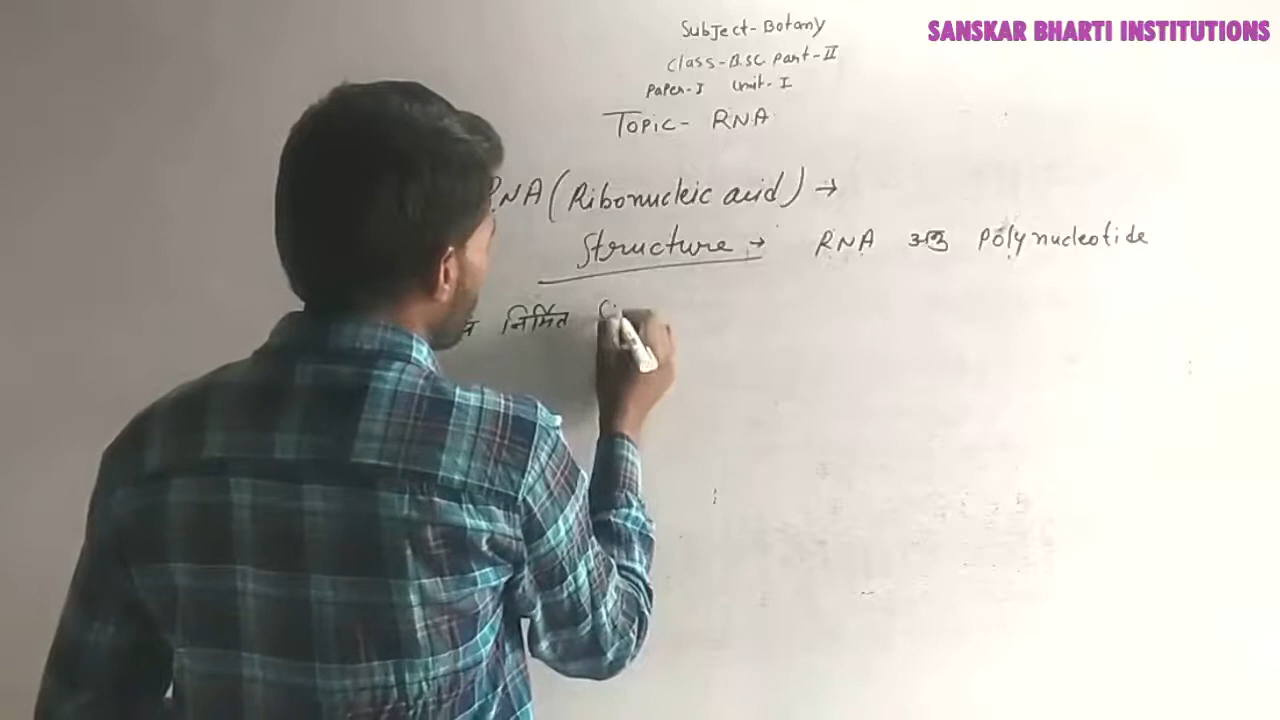 SANSKAR BHARTI INSTITUTIONS
Subject-Botany
Class-B.Sc. Part-II
Paper-I Unit-I
Topic- RNA
RNA (Ribonucleic acid) →
Structure → RNA अणु Polynucleotide
निर्मित